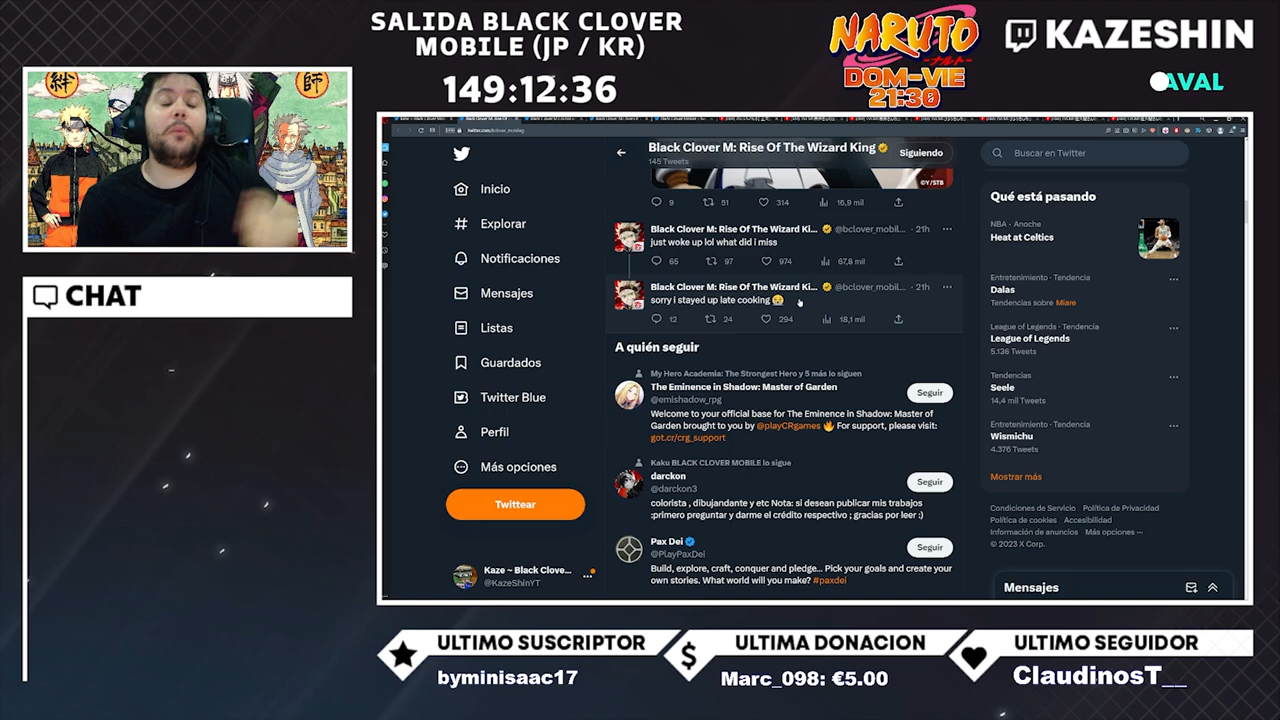 SALIDA BLACK CLOVER
MOBILE (JP / KR)
149:12:36
NARUTO
DOM-VIE
21:30
KAZESHIN
AVAL
Black Clover M: Rise Of The Wizard King
145 Tweets
Siguiendo
Buscar en Twitter
Inicio
Explorar
Notificaciones
Mensajes
Listas
Guardados
Twitter Blue
Perfil
Más opciones
Twittear
Kaze ~ Black Clove...
@KazeShinYT
©Y/STB
9 51 314 16,9 mil
Black Clover M: Rise Of The Wizard Ki... @bclover_mobil... · 21h
just woke up lol what did i miss
65 97 974 67,8 mil
Black Clover M: Rise Of The Wizard Ki... @bclover_mobil... · 21h
sorry i stayed up late cooking
12 24 294 18,1 mil
A quién seguir
My Hero Academia: The Strongest Hero y 5 más lo siguen
The Eminence in Shadow: Master of Garden
@emishadow_rpg
Seguir
Welcome to your official base for The Eminence in Shadow: Master of
Garden brought to you by @playCRgames 🔥 For support, please visit:
got.cr/crg_support
Kaku BLACK CLOVER MOBILE lo sigue
darckon
@darckon3
Seguir
colorista , dibujandante y etc Nota: si desean publicar mis trabajos
:primero preguntar y darme el crédito respectivo ; gracias por leer :)
Pax Dei
@PlayPaxDei
Seguir
Build, explore, craft, conquer and pledge... Pick your goals and create your
own stories. What world will you make? #paxdei
Qué está pasando
NBA · Anoche
Heat at Celtics
Entretenimiento · Tendencia
Dalas
Tendencias sobre Miare
League of Legends · Tendencia
League of Legends
5.136 Tweets
Tendencias
Seele
14,4 mil Tweets
Entretenimiento · Tendencia
Wismichu
4.376 Tweets
Mostrar más
Condiciones de Servicio Política de Privacidad
Política de cookies Accesibilidad
Información de anuncios Más opciones ···
© 2023 X Corp.
Mensajes
CHAT
ULTIMO SUSCRIPTOR
byminisaac17
ULTIMA DONACION
Marc_098: €5.00
ULTIMO SEGUIDOR
ClaudinosT__